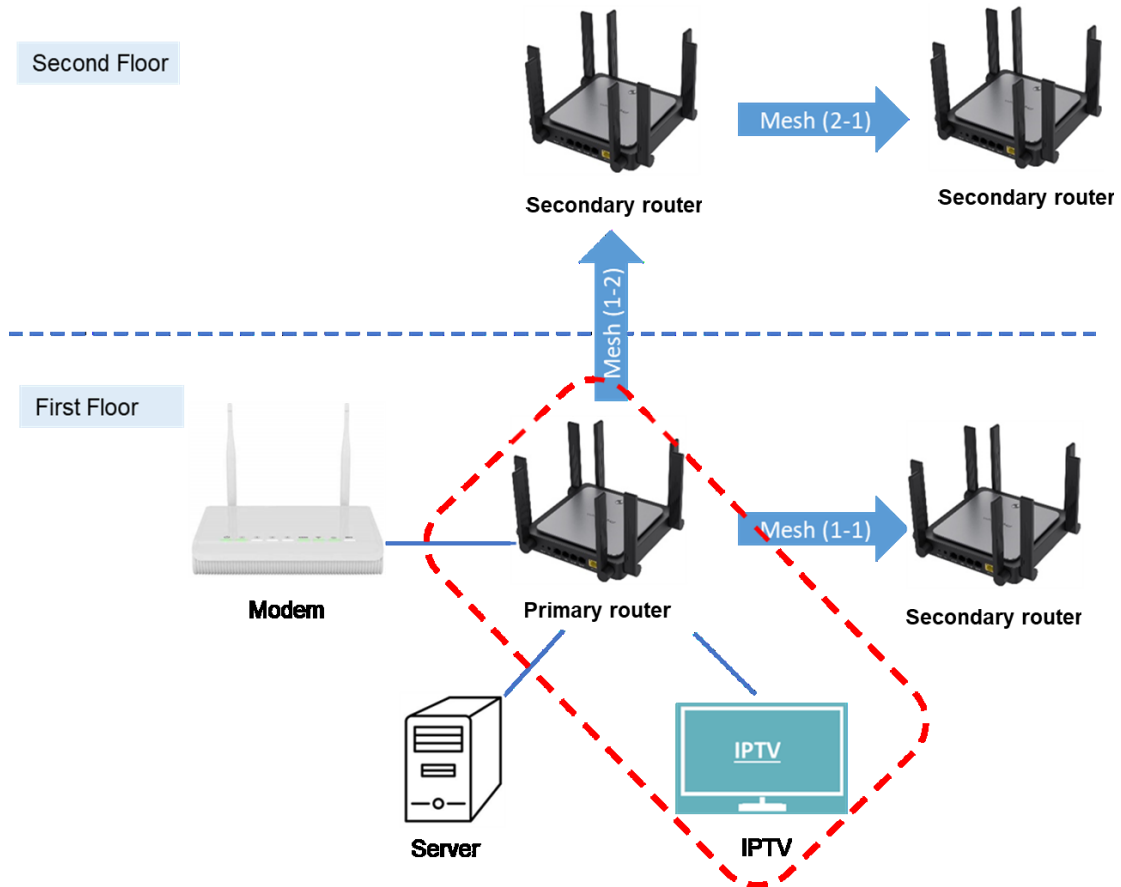 Second Floor
Mesh (2-1)
Secondary router
Secondary router
Mesh (1-2)
First Floor
Mesh (1-1)
Modem
Primary router
Secondary router
IPTV
Server
IPTV